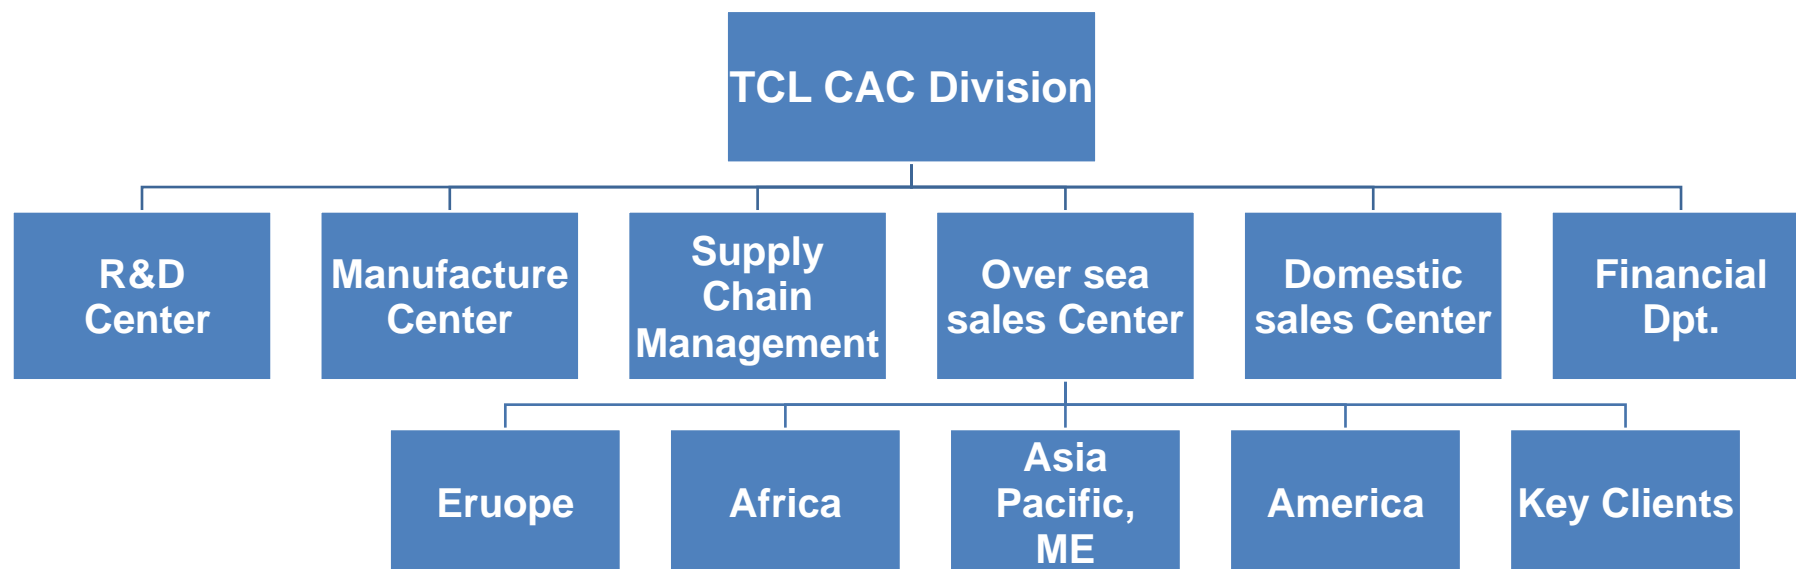 TCL CAC Division
R&D
Center
Manufacture
Center
Supply
Chain
Management
Over sea
sales Center
Domestic
sales Center
Financial
Dpt.
Eruope
Africa
Asia
Pacific,
ME
America
Key Clients